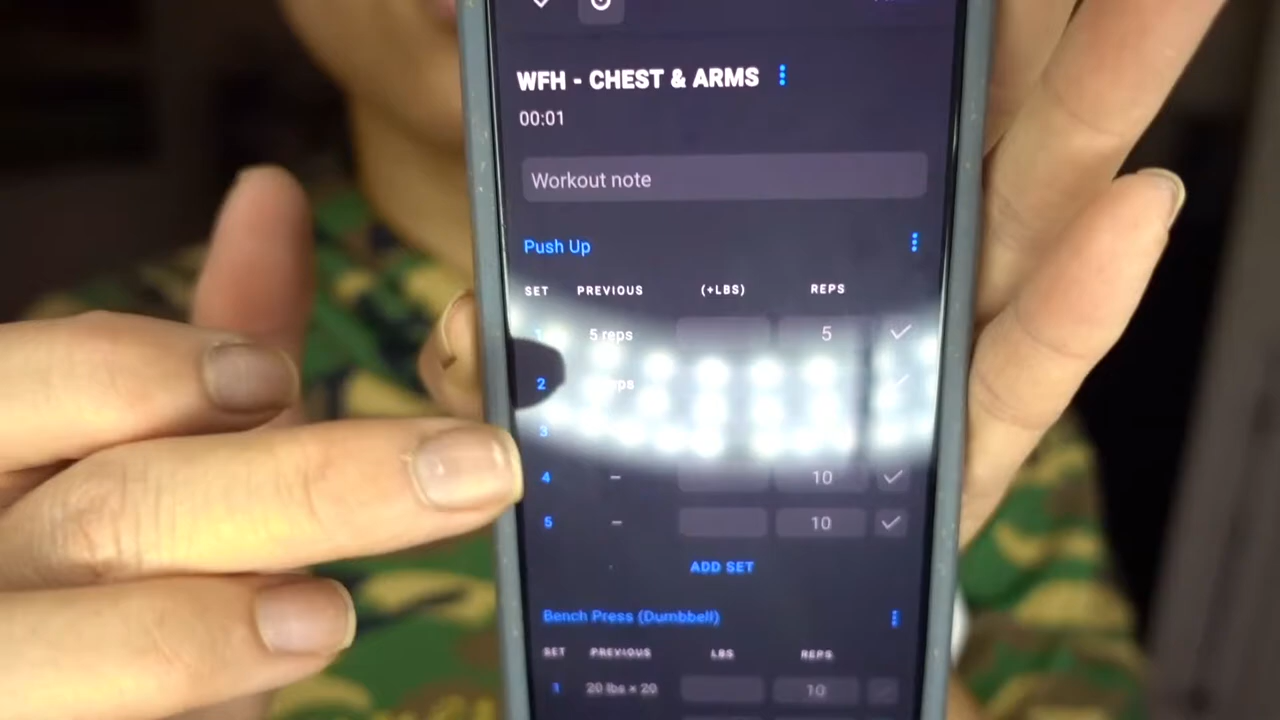 WFH - CHEST & ARMS
00:01
Workout note
Push Up
SET PREVIOUS (+LBS) REPS
1 5 reps 5
2
3
4 – 10
5 – 10
ADD SET
Bench Press (Dumbbell)
SET PREVIOUS LBS REPS
1 20 lbs × 20 10